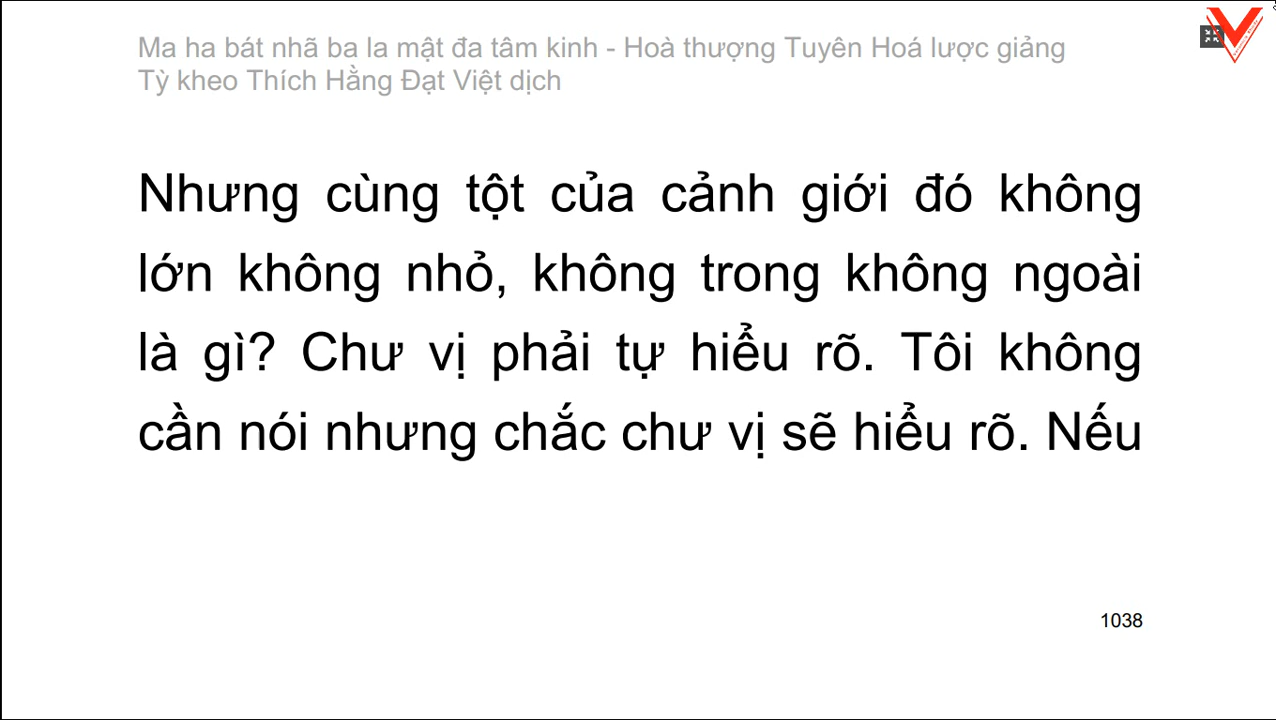 Ma ha bát nhã ba la mật đa tâm kinh - Hoà thượng Tuyên Hoá lược giảng
Tỳ kheo Thích Hằng Đạt Việt dịch
Nhưng cùng tột của cảnh giới đó không
lớn không nhỏ, không trong không ngoài
là gì? Chư vị phải tự hiểu rõ. Tôi không
cần nói nhưng chắc chư vị sẽ hiểu rõ. Nếu
1038